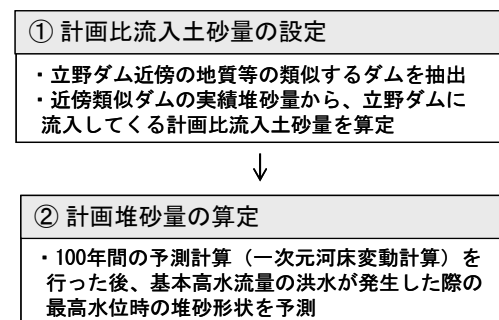 ① 計画比流入土砂量の設定
・立野ダム近傍の地質等の類似するダムを抽出
・近傍類似ダムの実績堆砂量から、立野ダムに
流入してくる計画比流入土砂量を算定
↓
② 計画堆砂量の算定
・100年間の予測計算（一次元河床変動計算）を
行った後、基本高水流量の洪水が発生した際の
最高水位時の堆砂形状を予測